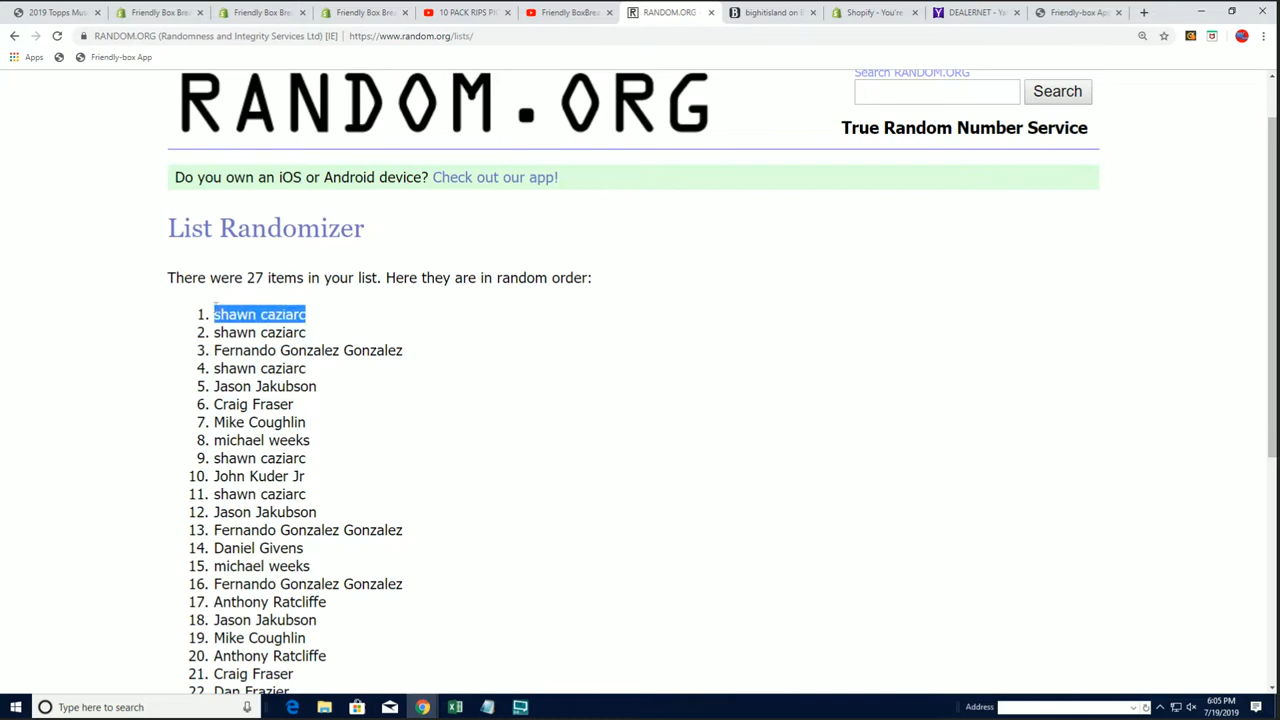 2019 Topps Mus
Friendly Box Brea
Friendly Box Brea
Friendly Box Brea
10 PACK RIPS P
Friendly BoxBrea
RANDOM.ORG
bighitisland on
Shopify - You're
DEALERNET - Ya
Friendly-box Ap
RANDOM.ORG (Randomness and Integrity Services Ltd) [IE] | https://www.random.org/lists/
Apps
Friendly-box App
RANDOM.ORG
Search RANDOM.ORG
Search
True Random Number Service
Do you own an iOS or Android device? Check out our app!
List Randomizer
There were 27 items in your list. Here they are in random order:
1. shawn caziarc
2. shawn caziarc
3. Fernando Gonzalez Gonzalez
4. shawn caziarc
5. Jason Jakubson
6. Craig Fraser
7. Mike Coughlin
8. michael weeks
9. shawn caziarc
10. John Kuder Jr
11. shawn caziarc
12. Jason Jakubson
13. Fernando Gonzalez Gonzalez
14. Daniel Givens
15. michael weeks
16. Fernando Gonzalez Gonzalez
17. Anthony Ratcliffe
18. Jason Jakubson
19. Mike Coughlin
20. Anthony Ratcliffe
21. Craig Fraser
22. Dan Frazier
Type here to search
Address
6:05 PM
7/19/2019